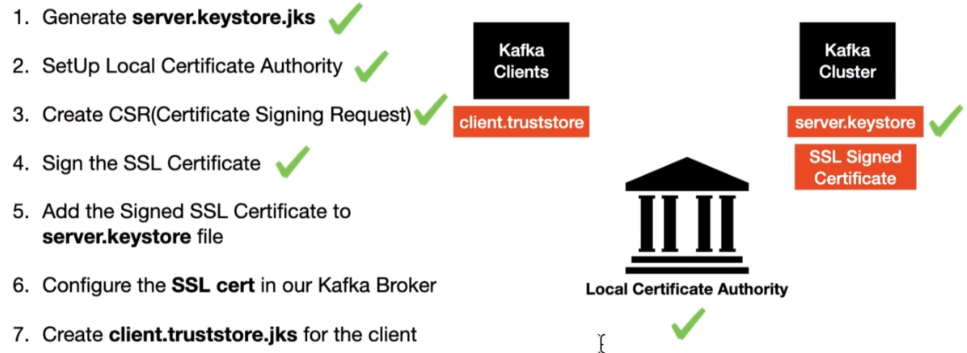 1. Generate server.keystore.jks
2. SetUp Local Certificate Authority
3. Create CSR(Certificate Signing Request)
4. Sign the SSL Certificate
5. Add the Signed SSL Certificate to
server.keystore file
6. Configure the SSL cert in our Kafka Broker
7. Create client.truststore.jks for the client
Kafka
Clients
client.truststore
Kafka
Cluster
server.keystore
SSL Signed
Certificate
Local Certificate Authority